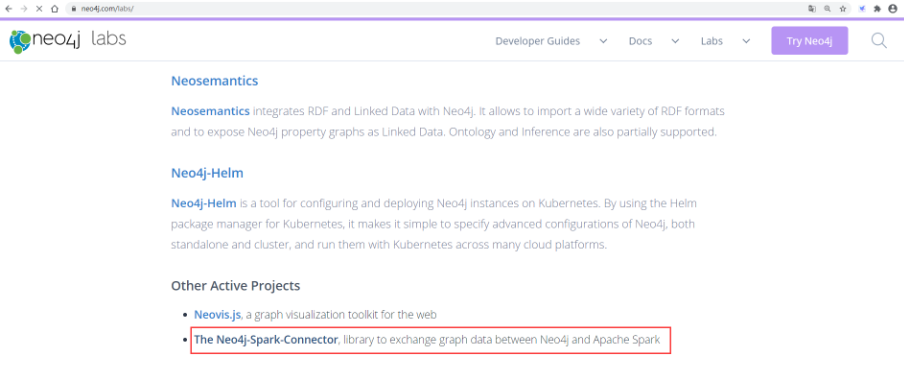 neo4j.com/labs/
neo4j labs
Developer Guides Docs Labs Try Neo4j
Neosemantics
Neosemantics integrates RDF and Linked Data with Neo4j. It allows to import a wide variety of RDF formats
and to expose Neo4j property graphs as Linked Data. Ontology and Inference are also partially supported.
Neo4j-Helm
Neo4j-Helm is a tool for configuring and deploying Neo4j instances on Kubernetes. By using the Helm
package manager for Kubernetes, it makes it simple to specify advanced configurations of Neo4j, both
standalone and cluster, and run them with Kubernetes across many cloud platforms.
Other Active Projects
• Neovis.js, a graph visualization toolkit for the web
• The Neo4j-Spark-Connector, library to exchange graph data between Neo4j and Apache Spark